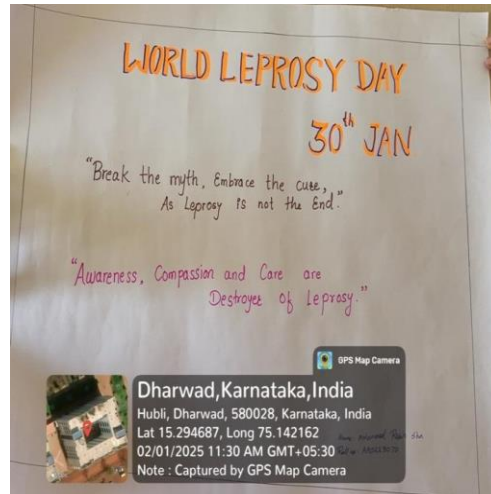 WORLD LEPROSY DAY
30th JAN
"Break the myth, Embrace the cure,
As Leprosy is not the End."
"Awareness, Compassion and Care are
Destroyer of Leprosy."
GPS Map Camera
Dharwad,Karnataka,India
Hubli, Dharwad, 580028, Karnataka, India
Lat 15.294687, Long 75.142162
02/01/2025 11:30 AM GMT+05:30
Note : Captured by GPS Map Camera